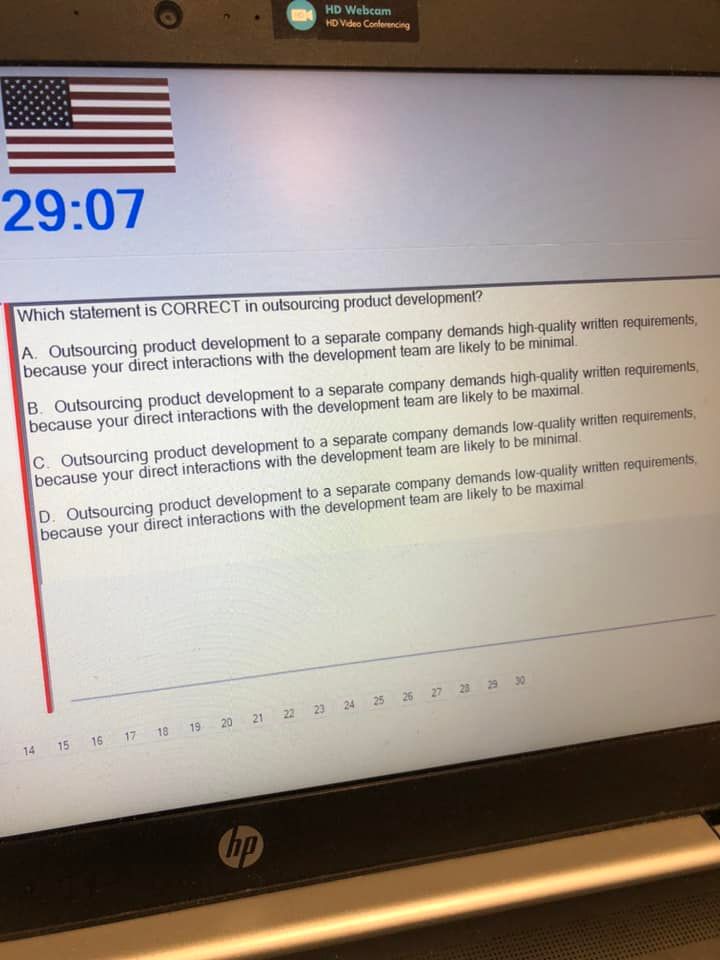 HD Webcam
HD Video Conferencing
29:07
Which statement is CORRECT in outsourcing product development?
A. Outsourcing product development to a separate company demands high-quality written requirements,
because your direct interactions with the development team are likely to be minimal.
B. Outsourcing product development to a separate company demands high-quality written requirements,
because your direct interactions with the development team are likely to be maximal.
C. Outsourcing product development to a separate company demands low-quality written requirements,
because your direct interactions with the development team are likely to be minimal.
D. Outsourcing product development to a separate company demands low-quality written requirements,
because your direct interactions with the development team are likely to be maximal
14 15 16 17 18 19 20 21 22 23 24 25 26 27 28 29 30
hp